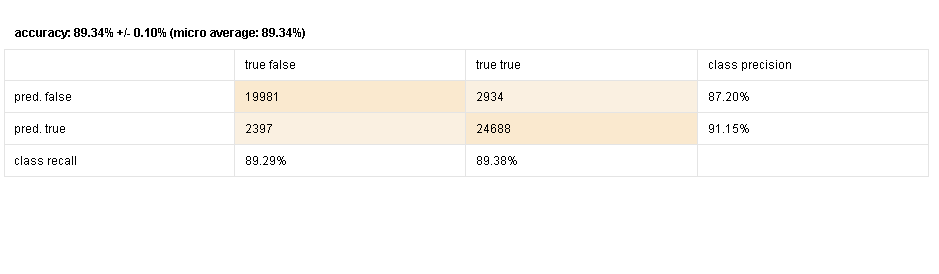 accuracy: 89.34% +/- 0.10% (micro average: 89.34%)
true false true true class precision
pred. false 19981 2934 87.20%
pred. true 2397 24688 91.15%
class recall 89.29% 89.38%